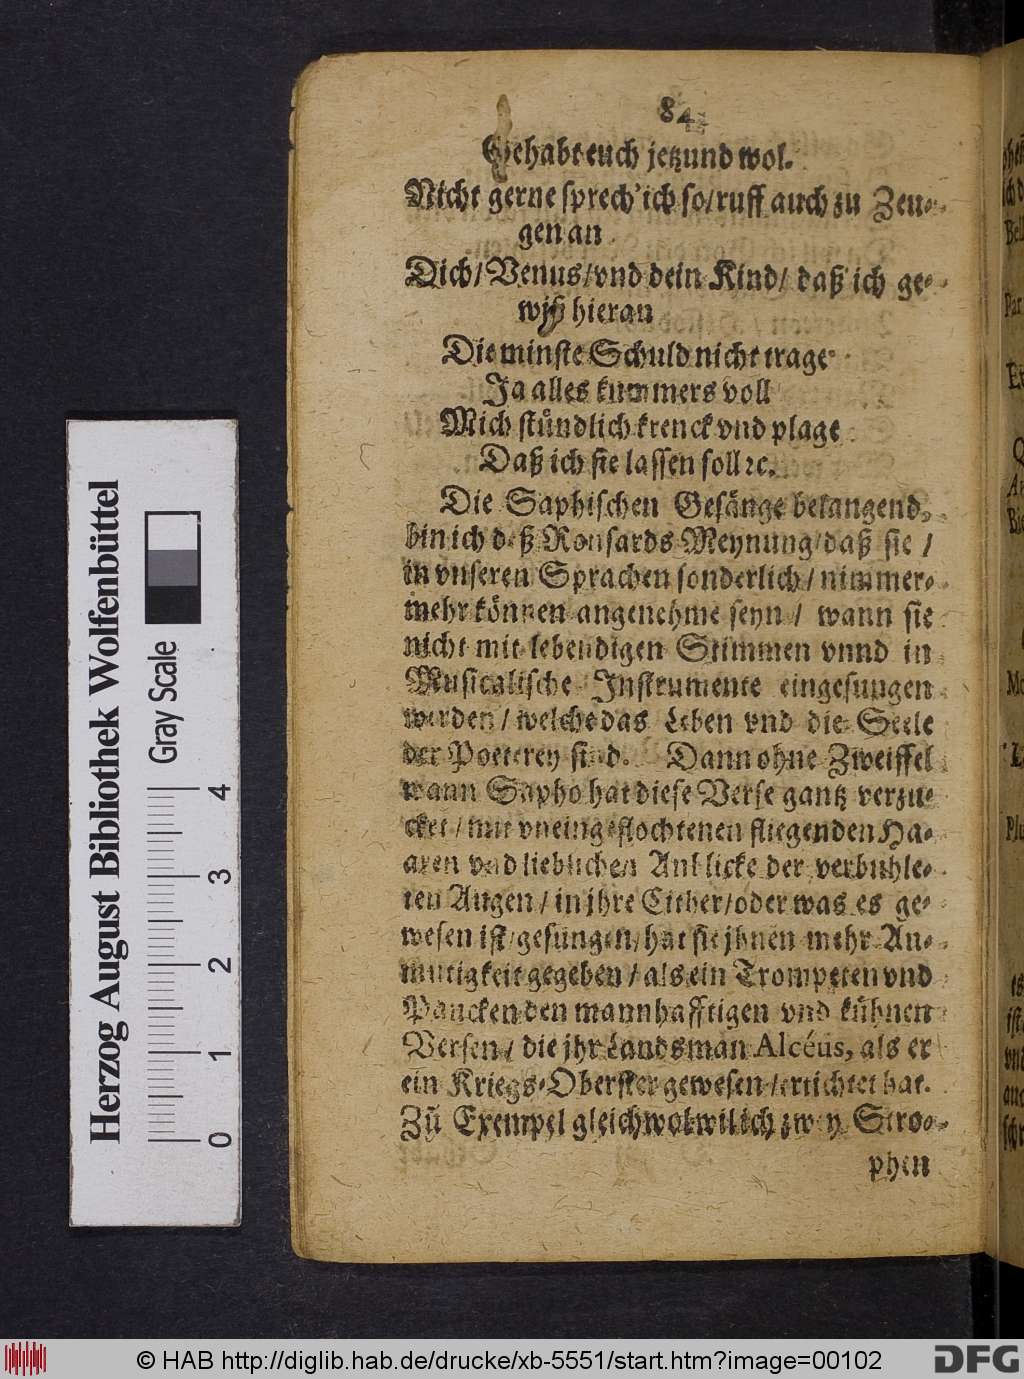 84
Gehabt euch jetzund wol.
Nicht gerne sprech' ich so/ ruff auch zu Zeu-
gen an
Dich/ Venus/ vnd dein Kind/ daß ich ge-
wiß hieran
Die minste Schuld nicht trage
Ja alles kummers voll
Mich stündlich krenck vnd plage
Daß ich sie lassen soll ꝛc.
Die Saphischen Gesänge belangend,
bin ich deß Ronsards Meynung/ daß sie /
in vnseren Sprachen sonderlich / nimmer-
mehr können angenehme seyn / wann sie
nicht mit lebendigen Stimmen vnnd in
Musicalische Instrumente eingesungen
werden / welche das Leben vnd die Seele
der Poeterey sind. Dann ohne Zweiffel
wann Sapho hat diese Verse gantz verzu-
cket / mit vneingeflochtenen fliegenden Ha-
aren vnd lieblichen Anblicke der verbuhle-
ten Augen / in jhre Cither/ oder was es ge-
wesen ist/ gesungen/ hat sie jhnen mehr An-
mutigkeit gegeben / als ein Trompeten vnd
Paucken den mannhafftigen vnd kühnen
Versen / die jhr Landsman Alcéus, als er
ein Kriegs-Oberster gewesen / ertichtet hat.
Zu Exempel gleichwol wil ich zwey Stro-
phen
Herzog August Bibliothek Wolfenbüttel
Gray Scale
0 1 2 3 4
© HAB http://diglib.hab.de/drucke/xb-5551/start.htm?image=00102
DFG